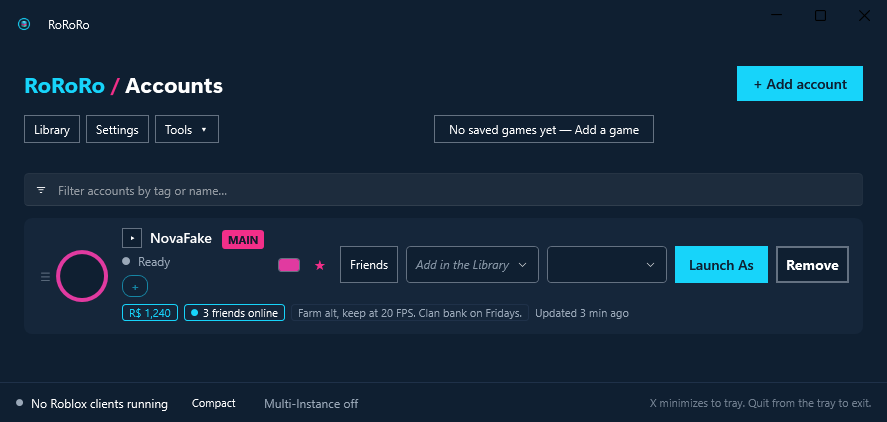 RoRoRo
RoRoRo / Accounts
+ Add account
Library
Settings
Tools
No saved games yet — Add a game
Filter accounts by tag or name...
NovaFake
MAIN
Ready
Friends
Add in the Library
Launch As
Remove
+
R$ 1,240
3 friends online
Farm alt, keep at 20 FPS. Clan bank on Fridays.
Updated 3 min ago
No Roblox clients running
Compact
Multi-Instance off
X minimizes to tray. Quit from the tray to exit.